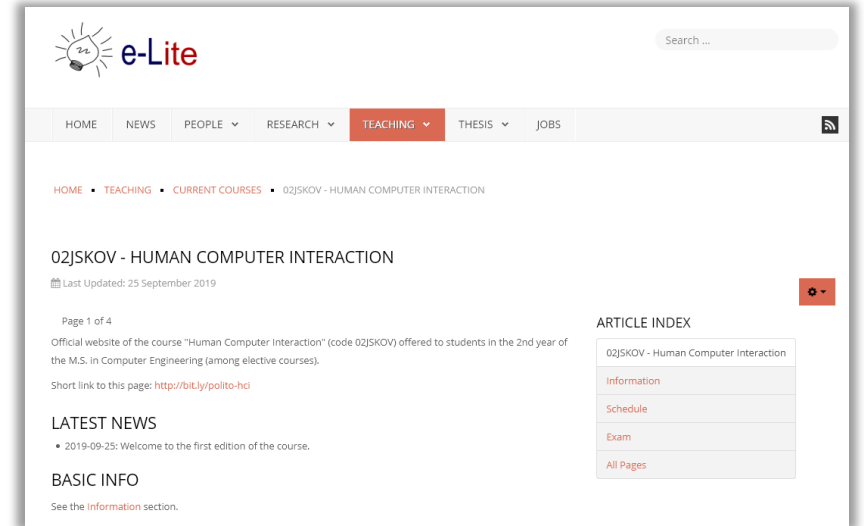 e-Lite
Search ...
HOME NEWS PEOPLE RESEARCH TEACHING THESIS JOBS
HOME ▪ TEACHING ▪ CURRENT COURSES ▪ 02JSKOV - HUMAN COMPUTER INTERACTION
02JSKOV - HUMAN COMPUTER INTERACTION
Last Updated: 25 September 2019
Page 1 of 4
Official website of the course "Human Computer Interaction" (code 02JSKOV) offered to students in the 2nd year of
the M.S. in Computer Engineering (among elective courses).
Short link to this page: http://bit.ly/polito-hci
LATEST NEWS
• 2019-09-25: Welcome to the first edition of the course.
BASIC INFO
See the Information section.
ARTICLE INDEX
02JSKOV - Human Computer Interaction
Information
Schedule
Exam
All Pages